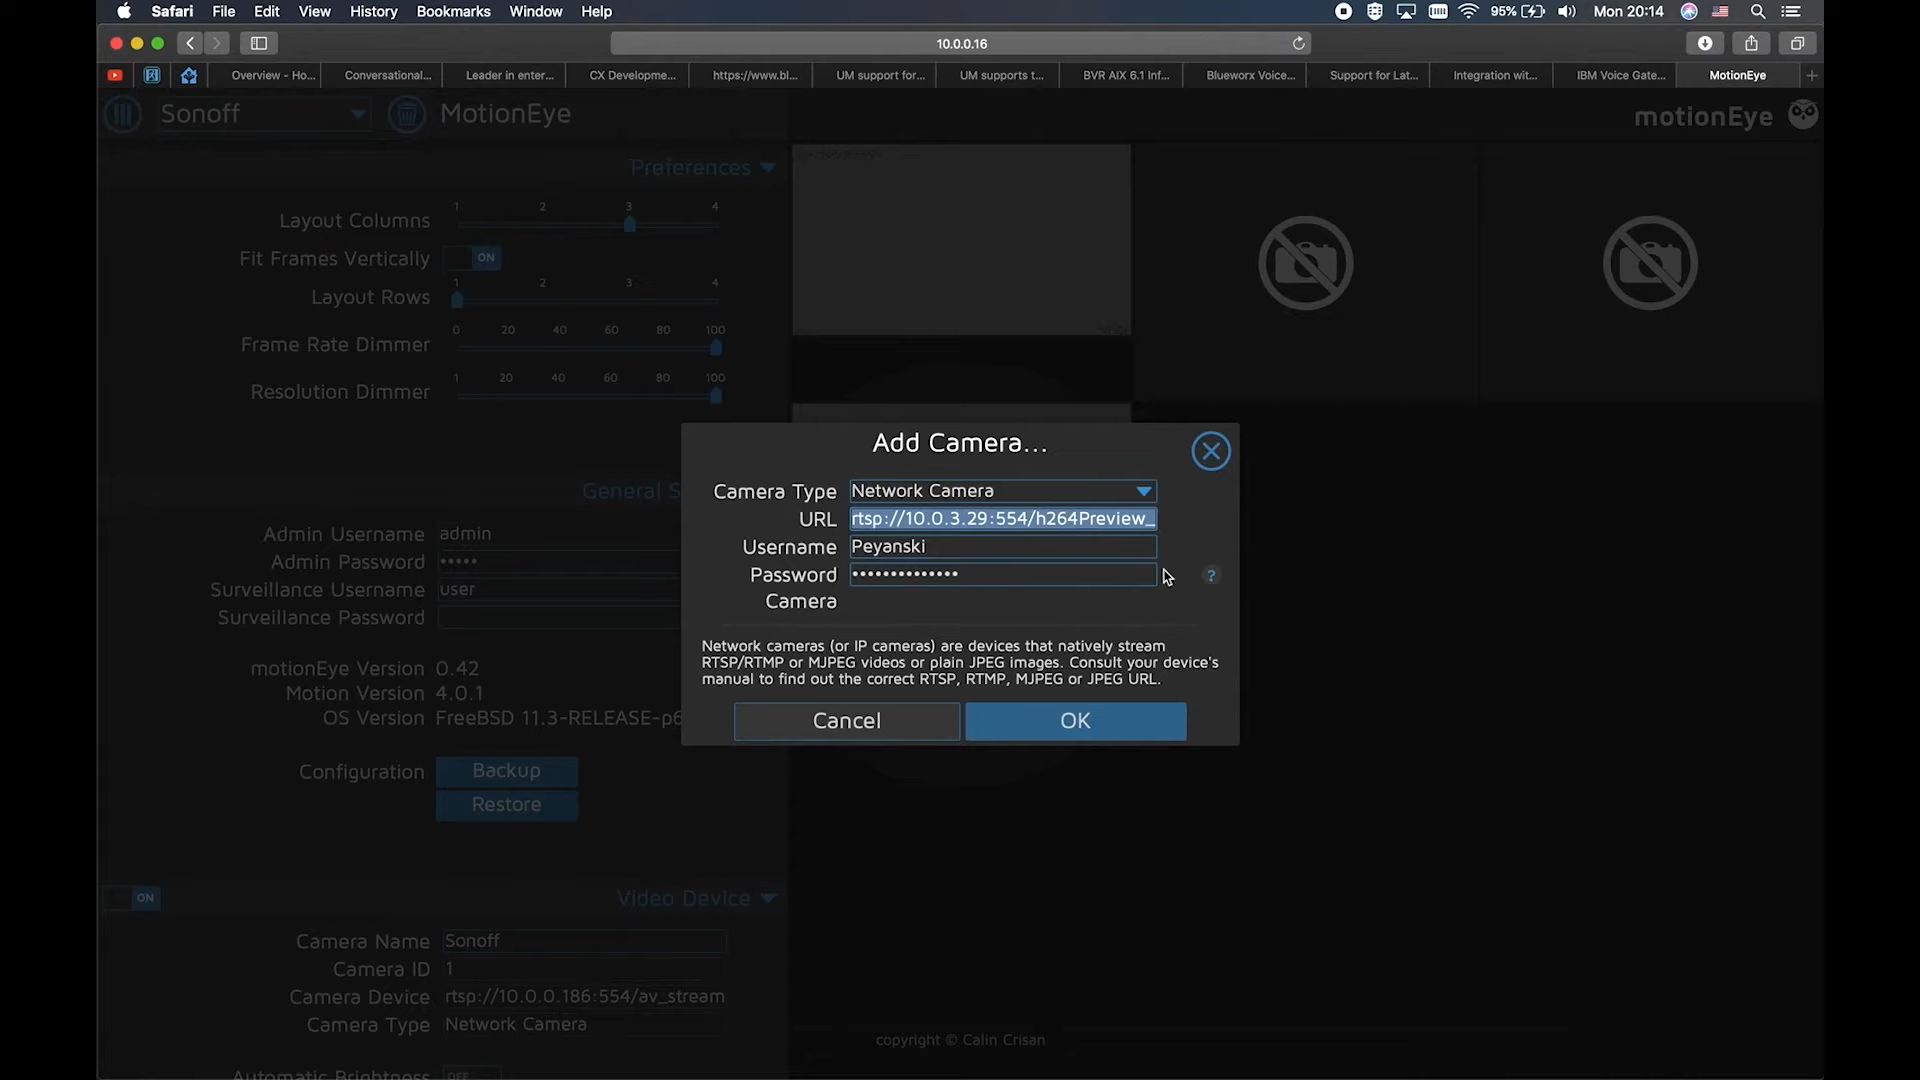 Safari File Edit View History Bookmarks Window Help 95% Mon 20:14
10.0.0.16
Overview - Ho... Conversational... Leader in enter... CX Developme... https://www.bl... UM support for... UM supports t... BVR AIX 6.1 Inf... Blueworx Voice... Support for Lat... Integration wit... IBM Voice Gate... MotionEye
Sonoff MotionEye motionEye
Preferences
Layout Columns 1 2 3 4
Fit Frames Vertically ON
Layout Rows 1 2 3 4
Frame Rate Dimmer 0 20 40 60 80 100
Resolution Dimmer 1 20 40 60 80 100
General S
Admin Username admin
Admin Password •••••
Surveillance Username user
Surveillance Password
motionEye Version 0.42
Motion Version 4.0.1
OS Version FreeBSD 11.3-RELEASE-p6
Configuration Backup
Restore
ON Video Device
Camera Name Sonoff
Camera ID 1
Camera Device rtsp://10.0.0.186:554/av_stream
Camera Type Network Camera
Automatic Brightness OFF
Add Camera...
Camera Type Network Camera
URL rtsp://10.0.3.29:554/h264Preview_
Username Peyanski
Password •••••••••••••• ?
Camera
Network cameras (or IP cameras) are devices that natively stream
RTSP/RTMP or MJPEG videos or plain JPEG images. Consult your device's
manual to find out the correct RTSP, RTMP, MJPEG or JPEG URL.
Cancel OK
copyright © Calin Crisan